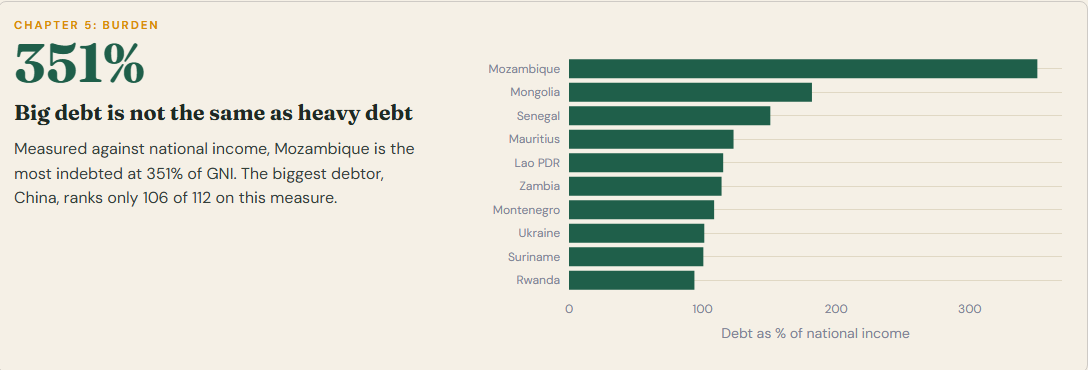 CHAPTER 5: BURDEN
351%
Big debt is not the same as heavy debt
Measured against national income, Mozambique is the
most indebted at 351% of GNI. The biggest debtor,
China, ranks only 106 of 112 on this measure.
Mozambique
Mongolia
Senegal
Mauritius
Lao PDR
Zambia
Montenegro
Ukraine
Suriname
Rwanda
0 100 200 300
Debt as % of national income